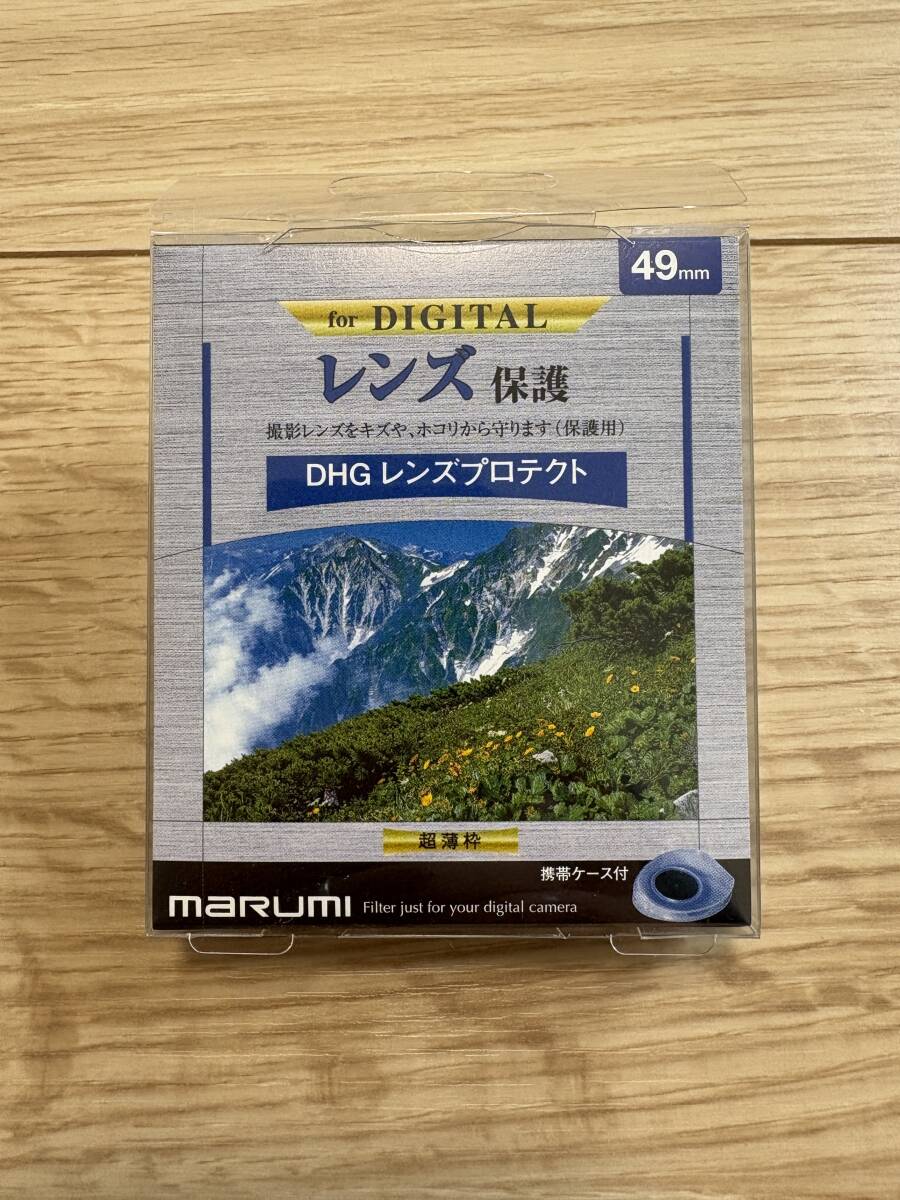 49mm
for DIGITAL
レンズ 保護
撮影レンズをキズや、ホコリから守ります(保護用)
DHG レンズプロテクト
超薄枠
携帯ケース付
marumi Filter just for your digital camera